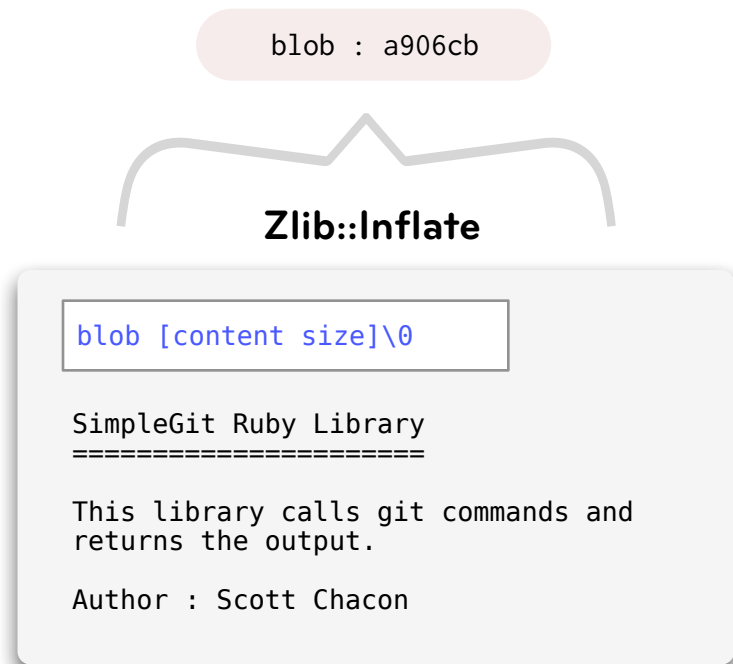 blob : a906cb
Zlib::Inflate
blob [content size]\0
SimpleGit Ruby Library
======================
This library calls git commands and
returns the output.
Author : Scott Chacon